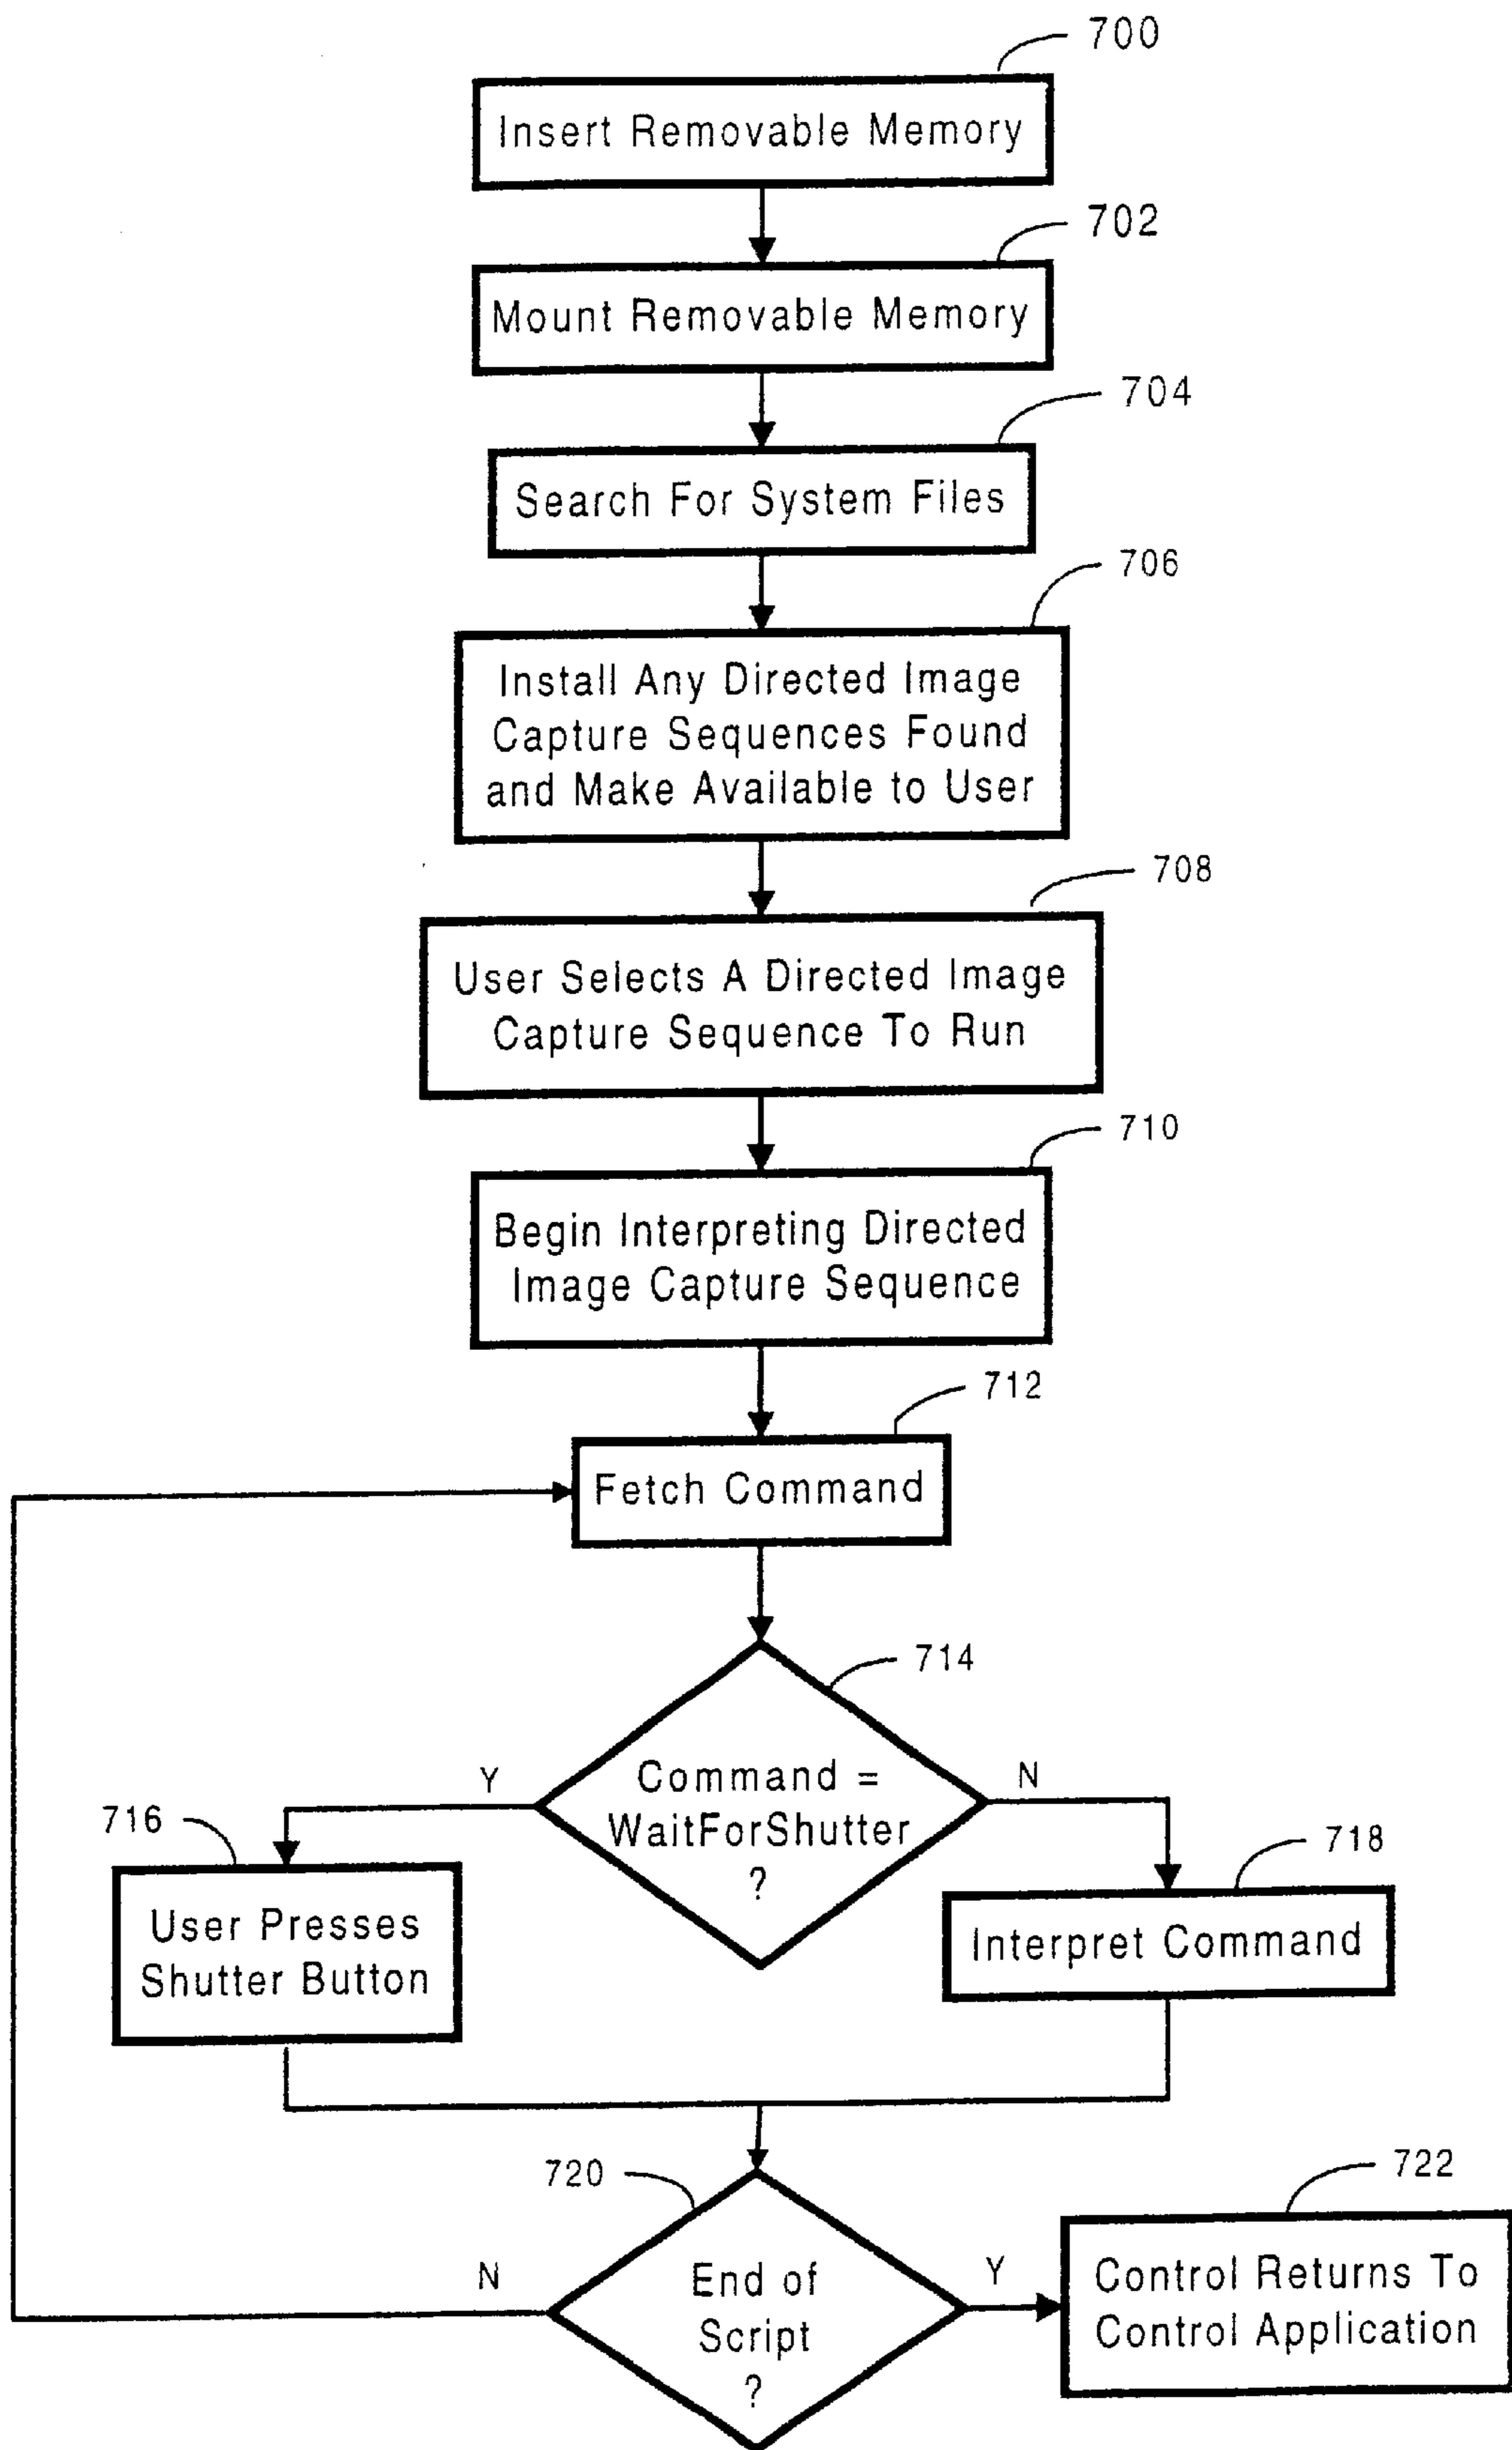 700
Insert Removable Memory
702
Mount Removable Memory
704
Search For System Files
706
Install Any Directed Image
Capture Sequences Found
and Make Available to User
708
User Selects A Directed Image
Capture Sequence To Run
710
Begin Interpreting Directed
Image Capture Sequence
712
Fetch Command
714
Command =
WaitForShutter
?
Y
N
716
User Presses
Shutter Button
718
Interpret Command
720
End of
Script
?
N
Y
722
Control Returns To
Control Application